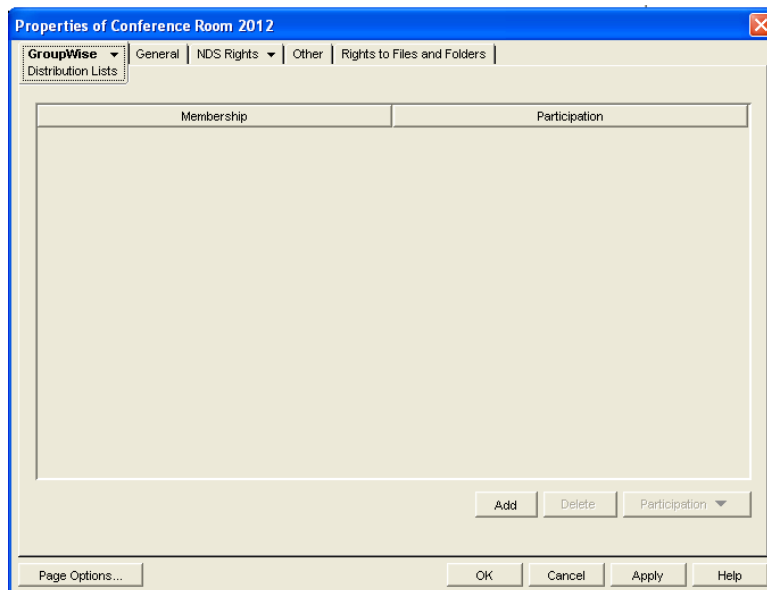 Properties of Conference Room 2012
GroupWise General NDS Rights Other Rights to Files and Folders
Distribution Lists
Membership Participation
Add Delete Participation
Page Options... OK Cancel Apply Help